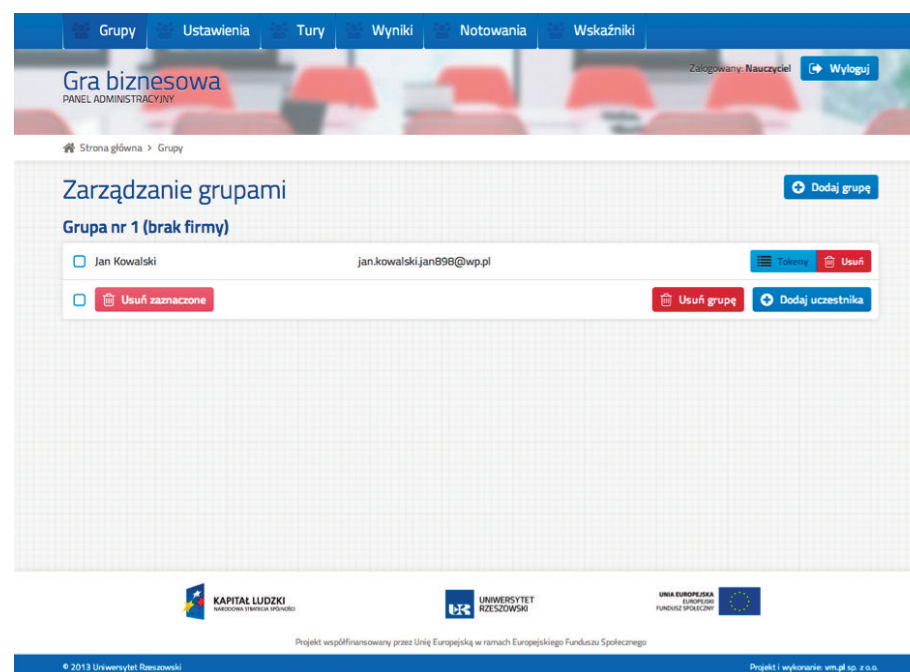 Grupy Ustawienia Tury Wyniki Notowania Wskaźniki
Gra biznesowa
PANEL ADMINISTRACYJNY
Zalogowany: Nauczyciel Wyloguj
Strona główna > Grupy
Zarządzanie grupami
Dodaj grupę
Grupa nr 1 (brak firmy)
Jan Kowalski jan.kowalski.jan898@wp.pl Tokeny Usuń
Usuń zaznaczone Usuń grupę Dodaj uczestnika
KAPITAŁ LUDZKI
NARODOWA STRATEGIA SPÓJNOŚCI
UNIWERSYTET
RZESZOWSKI
UNIA EUROPEJSKA
EUROPEJSKI
FUNDUSZ SPOŁECZNY
Projekt współfinansowany przez Unię Europejską w ramach Europejskiego Funduszu Społecznego
© 2013 Uniwersytet Rzeszowski Projekt i wykonanie: vm.pl sp. z o.o.